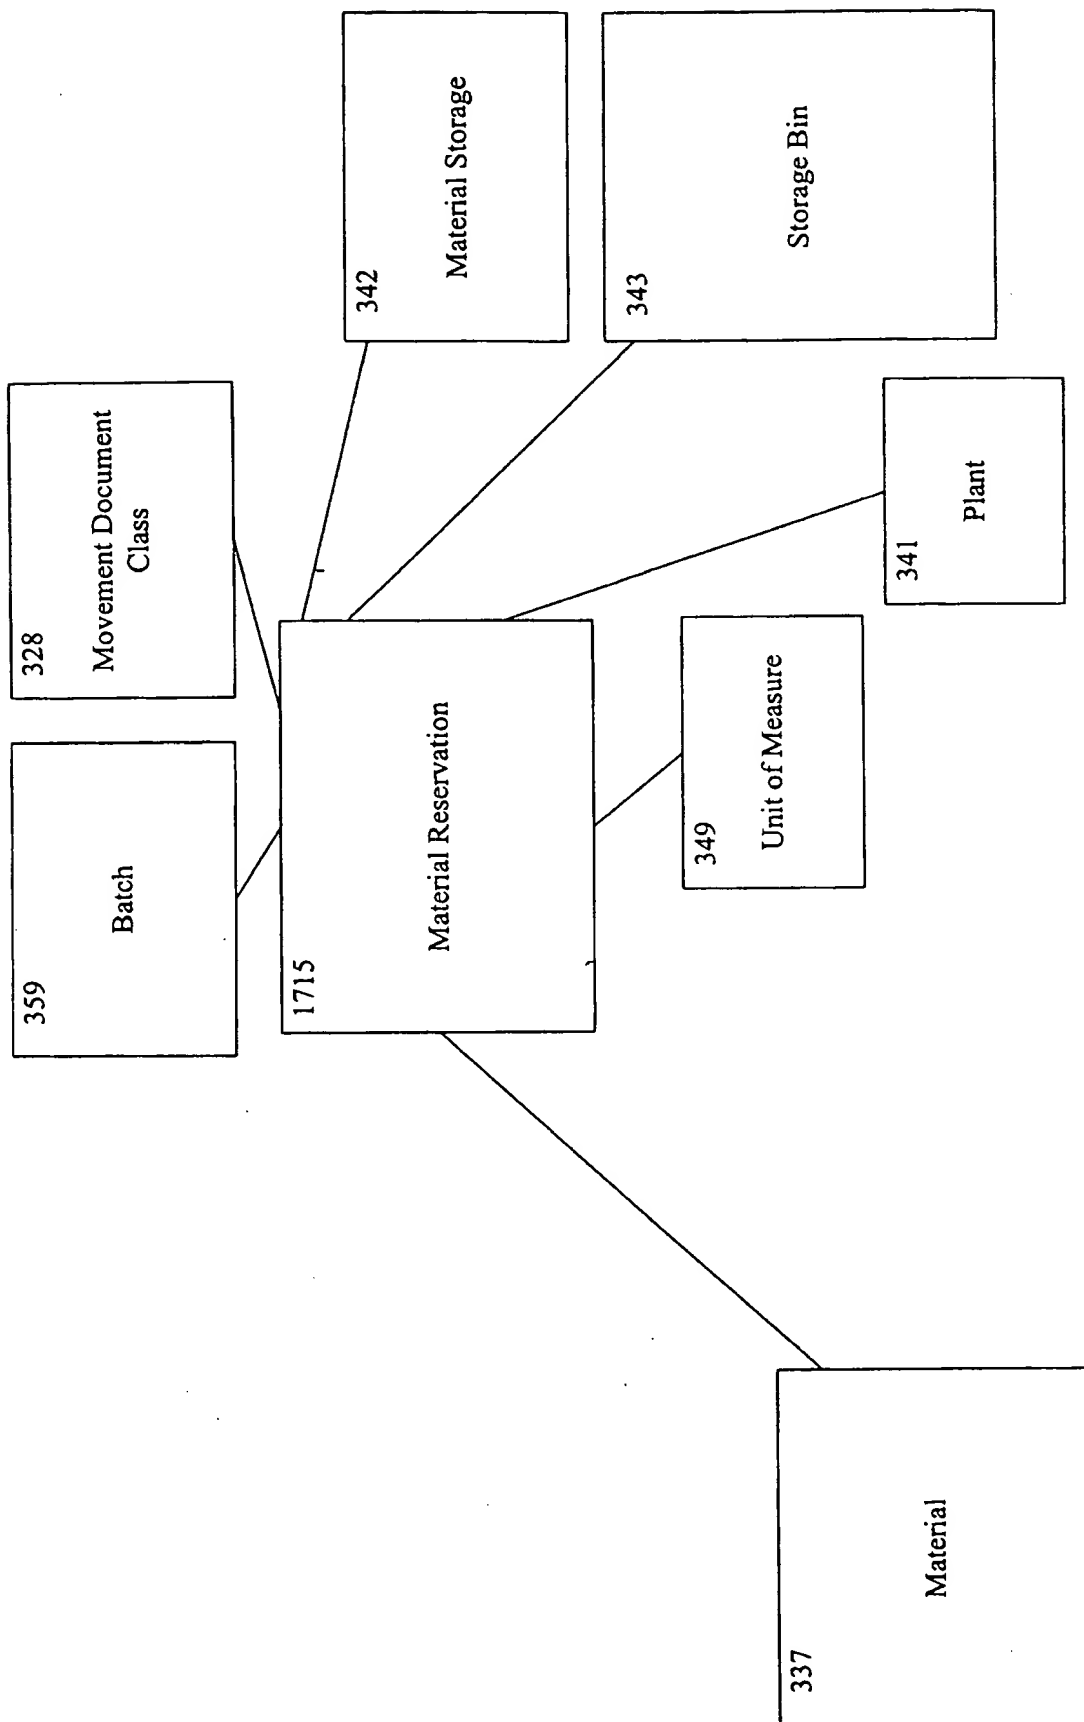 359
Batch
328
Movement Document
Class
342
Material Storage
1715
Material Reservation
343
Storage Bin
349
Unit of Measure
341
Plant
337
Material